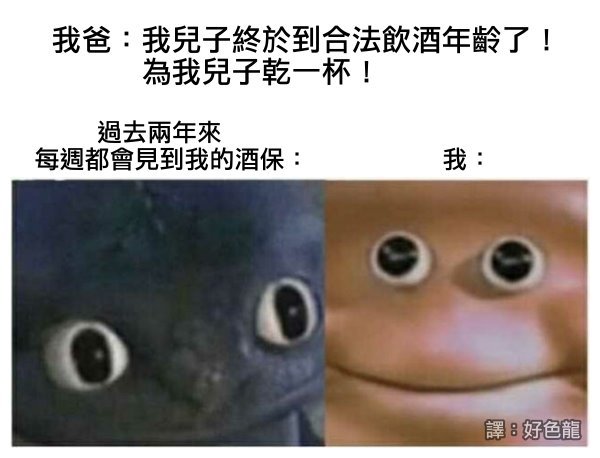 我爸：我兒子終於到合法飲酒年齡了！
為我兒子乾一杯！
過去兩年來
每週都會見到我的酒保：
我：
譯：好色龍